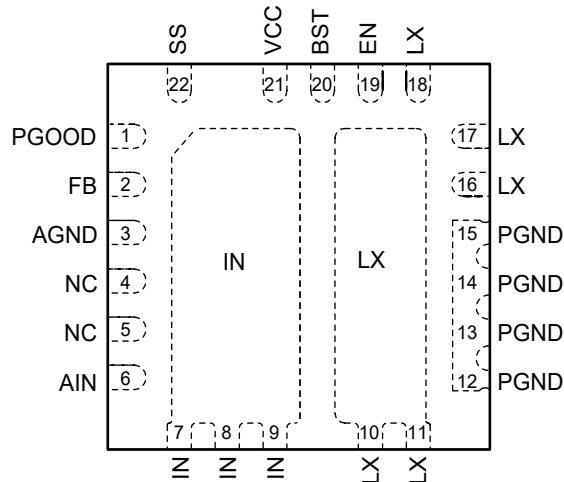 SS VCC BST EN LX
22 21 20 19 18
PGOOD 1 17 LX
FB 2 16 LX
AGND 3 15 PGND
IN LX
NC 4 14 PGND
NC 5 13 PGND
AIN 6 12 PGND
7 8 9 10 11
IN IN IN LX LX